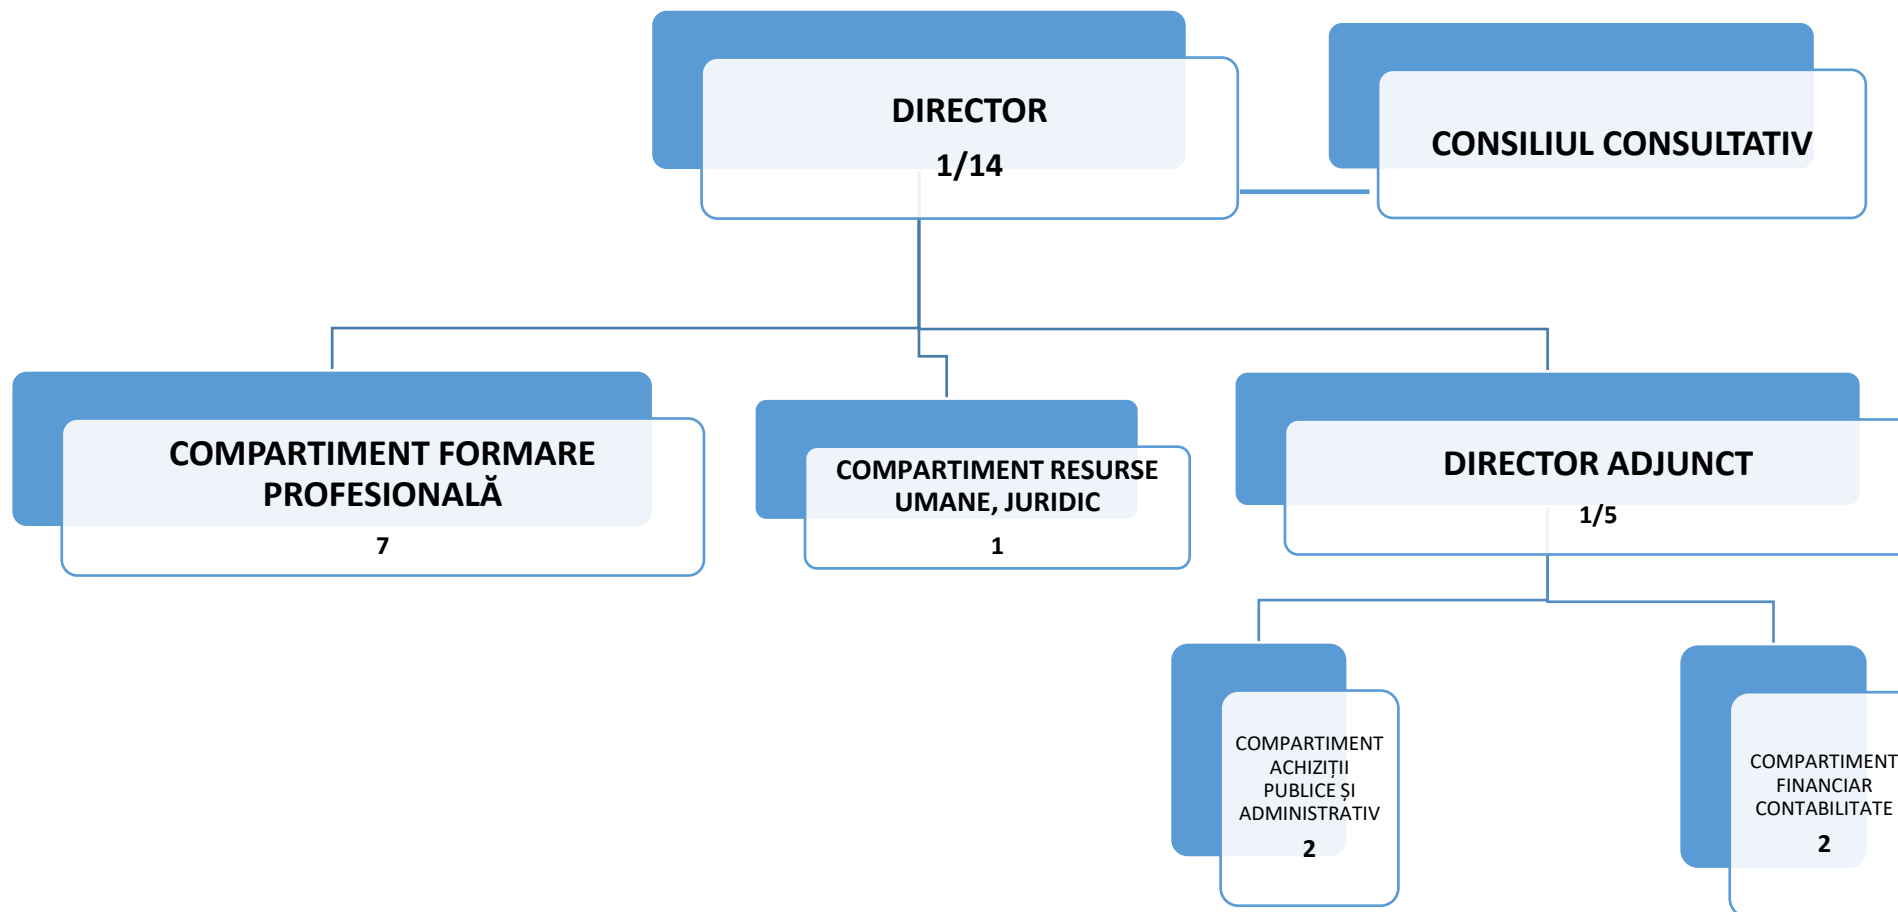 DIRECTOR
1/14
CONSILIUL CONSULTATIV
COMPARTIMENT FORMARE
PROFESIONALĂ
7
COMPARTIMENT RESURSE
UMANE, JURIDIC
1
DIRECTOR ADJUNCT
1/5
COMPARTIMENT
ACHIZIȚII
PUBLICE ȘI
ADMINISTRATIV
2
COMPARTIMENT
FINANCIAR
CONTABILITATE
2